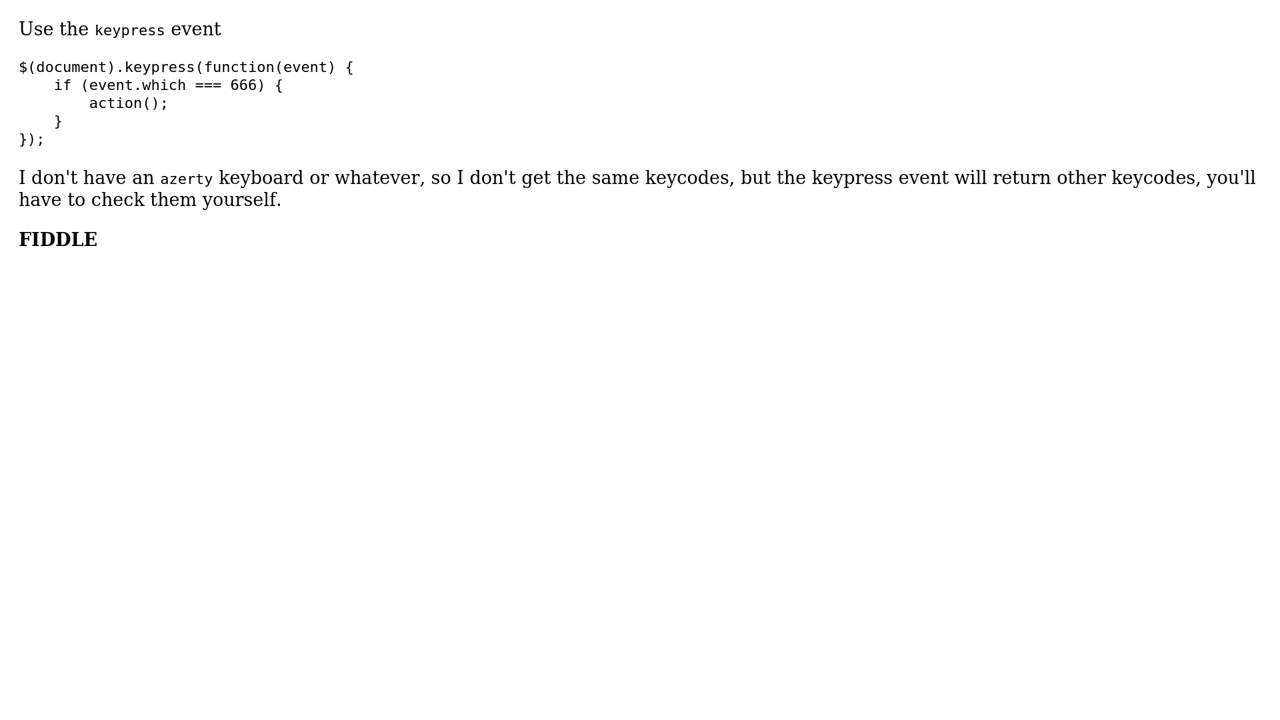 Use the keypress event
$(document).keypress(function(event) {
    if (event.which === 666) {
        action();
    }
});
I don't have an azerty keyboard or whatever, so I don't get the same keycodes, but the keypress event will return other keycodes, you'll
have to check them yourself.
FIDDLE